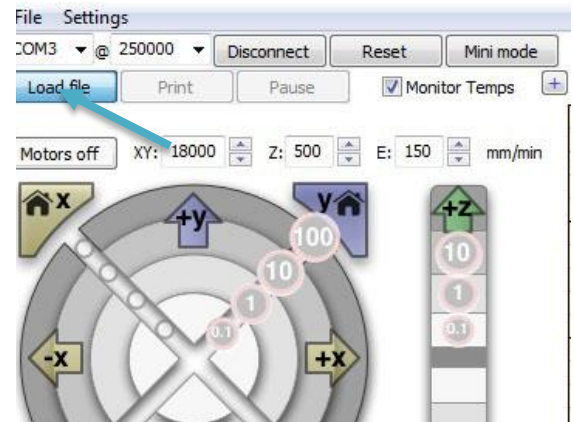 File Settings
COM3 @ 250000 Disconnect Reset Mini mode
Load file Print Pause Monitor Temps +
Motors off XY: 18000 Z: 500 E: 150 mm/min
x +y y +z
100 10
10 1
1 0.1
0.1
-x +x